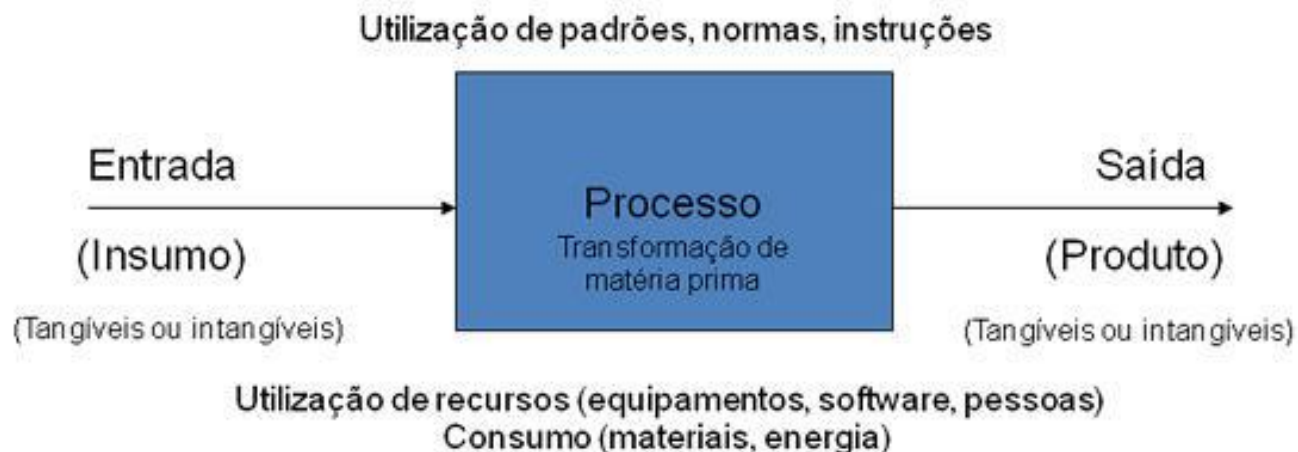 Utilização de padrões, normas, instruções
Entrada
(Insumo)
(Tangíveis ou intangíveis)
Processo
Transformação de
matéria prima
Saída
(Produto)
(Tangíveis ou intangíveis)
Utilização de recursos (equipamentos, software, pessoas)
Consumo (materiais, energia)